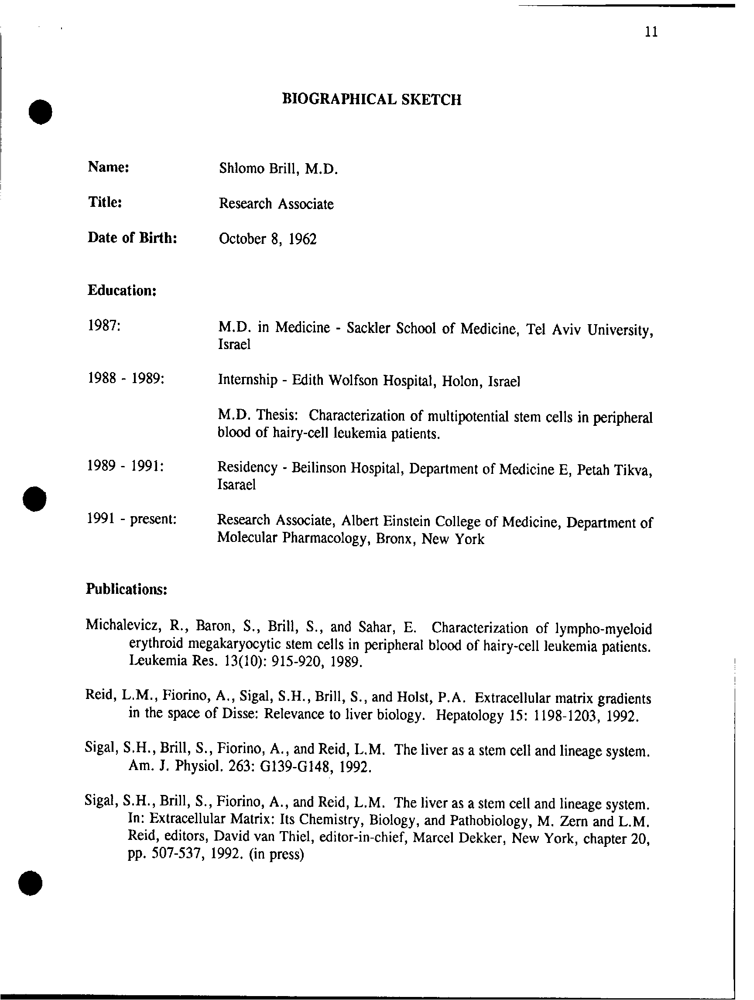 11
BIOGRAPHICAL SKETCH
Name: Shlomo Brill, M.D.
Title: Research Associate
Date of Birth: October 8, 1962
Education:
1987: M.D. in Medicine - Sackler School of Medicine, Tel Aviv University,
Israel
1988 - 1989: Internship - Edith Wolfson Hospital, Holon, Israel
M.D. Thesis: Characterization of multipotential stem cells in peripheral
blood of hairy-cell leukemia patients.
1989 - 1991: Residency - Beilinson Hospital, Department of Medicine E, Petah Tikva,
Isarael
1991 - present: Research Associate, Albert Einstein College of Medicine, Department of
Molecular Pharmacology, Bronx, New York
Publications:
Michalevicz, R., Baron, S., Brill, S., and Sahar, E. Characterization of lympho-myeloid
erythroid megakaryocytic stem cells in peripheral blood of hairy-cell leukemia patients.
Leukemia Res. 13(10): 915-920, 1989.
Reid, L.M., Fiorino, A., Sigal, S.H., Brill, S., and Holst, P.A. Extracellular matrix gradients
in the space of Disse: Relevance to liver biology. Hepatology 15: 1198-1203, 1992.
Sigal, S.H., Brill, S., Fiorino, A., and Reid, L.M. The liver as a stem cell and lineage system.
Am. J. Physiol. 263: G139-G148, 1992.
Sigal, S.H., Brill, S., Fiorino, A., and Reid, L.M. The liver as a stem cell and lineage system.
In: Extracellular Matrix: Its Chemistry, Biology, and Pathobiology, M. Zern and L.M.
Reid, editors, David van Thiel, editor-in-chief, Marcel Dekker, New York, chapter 20,
pp. 507-537, 1992. (in press)